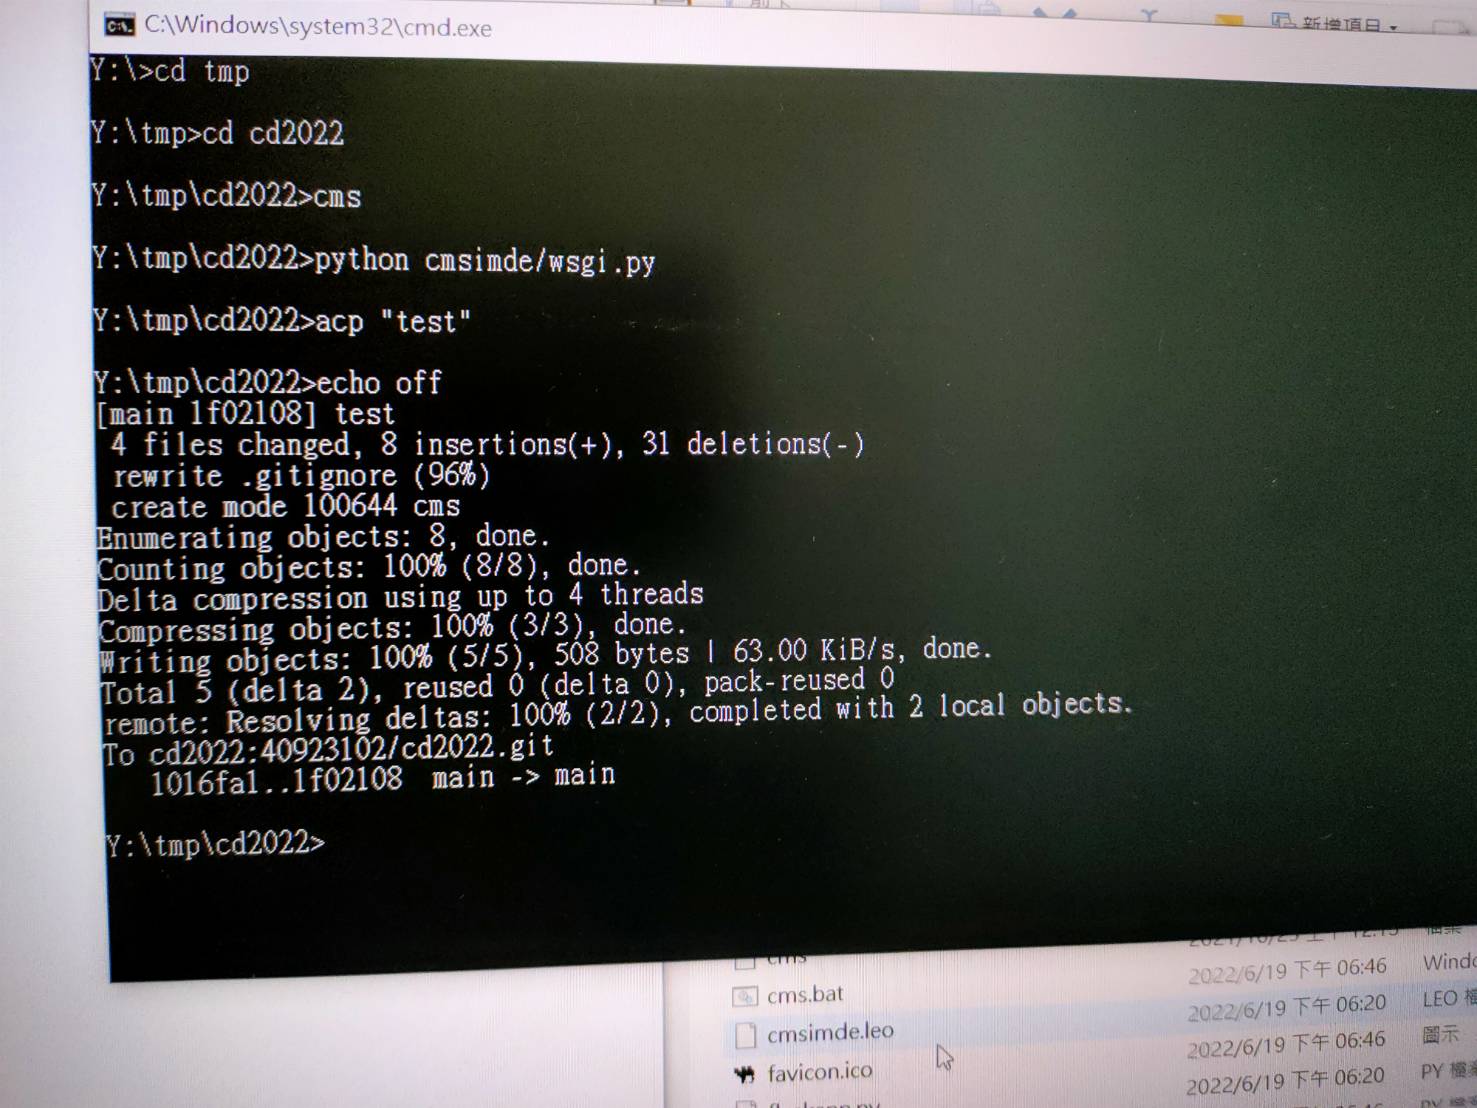 C:\Windows\system32\cmd.exe
新增項目
Y:\>cd tmp
Y:\tmp>cd cd2022
Y:\tmp\cd2022>cms
Y:\tmp\cd2022>python cmsimde/wsgi.py
Y:\tmp\cd2022>acp "test"
Y:\tmp\cd2022>echo off
[main 1f02108] test
4 files changed, 8 insertions(+), 31 deletions(-)
rewrite .gitignore (96%)
create mode 100644 cms
Enumerating objects: 8, done.
Counting objects: 100% (8/8), done.
Delta compression using up to 4 threads
Compressing objects: 100% (3/3), done.
Writing objects: 100% (5/5), 508 bytes | 63.00 KiB/s, done.
Total 5 (delta 2), reused 0 (delta 0), pack-reused 0
remote: Resolving deltas: 100% (2/2), completed with 2 local objects.
To cd2022:40923102/cd2022.git
1016fa1..1f02108 main -> main
Y:\tmp\cd2022>
cms
cms.bat 2022/6/19 下午 06:46
cmsimde.leo 2022/6/19 下午 06:20 LEO
favicon.ico 2022/6/19 下午 06:46 圖示
2022/6/19 下午 06:20 PY